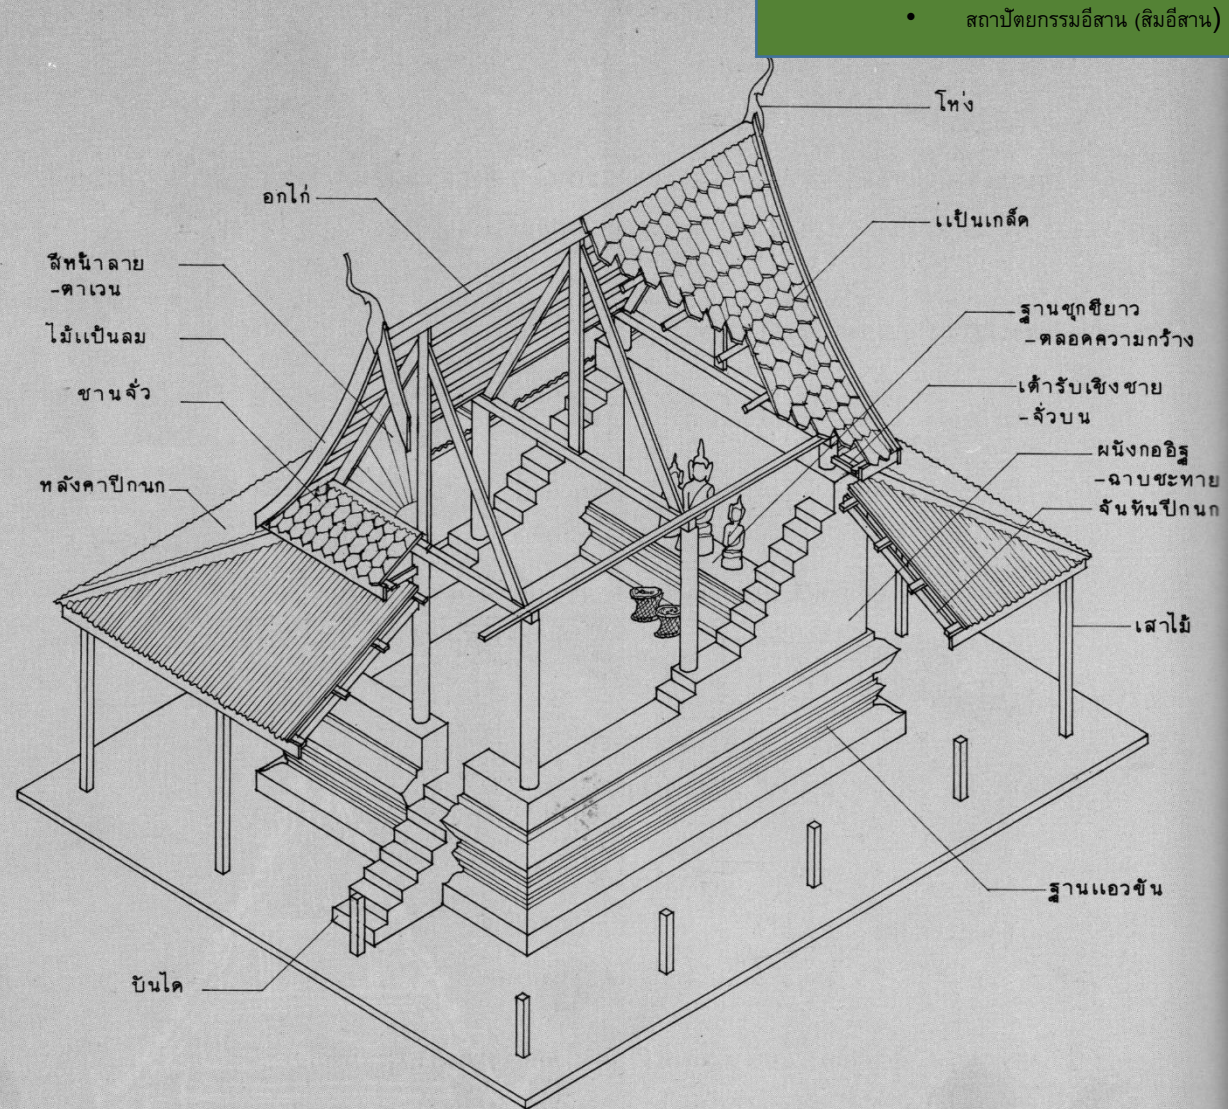 • สถาปัตยกรรมอีสาน (สิมอีสาน)
โห่ง
อกไก่
แป้นเกล็ด
สีหน้าลาย
-ตาเวน
ไม้แป้นลม
ชานจั่ว
หลังคาปีกนก
ฐานชุกชียาว
-ตลอดความกว้าง
เต้ารับเชิงชาย
-จั่วบน
ผนังกออิฐ
-ฉาบชะทาย
จันทันปีกนก
เสาไม้
ฐานแอวขัน
บันได